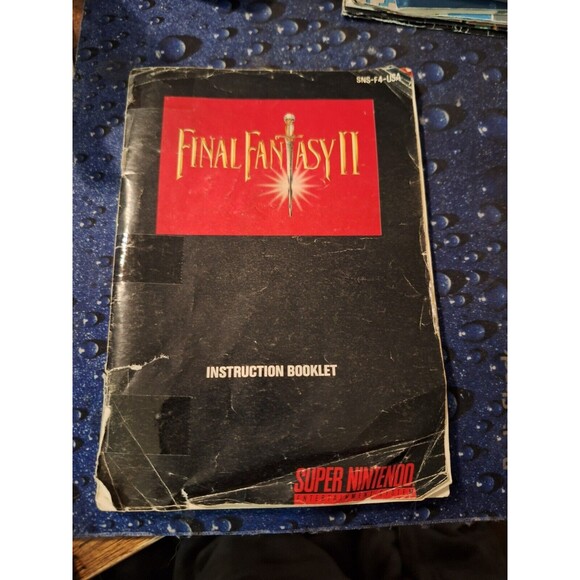 SNS-F4-USA
FINAL FANTASY II
INSTRUCTION BOOKLET
SUPER NINTENDO